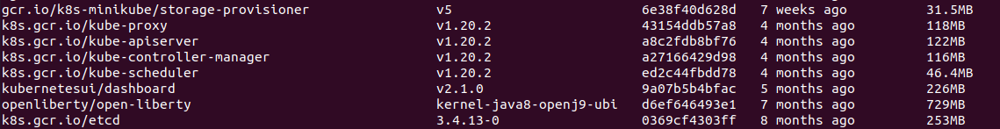 gcr.io/k8s-minikube/storage-provisioner v5 6e38f40d628d 7 weeks ago 31.5MB
k8s.gcr.io/kube-proxy v1.20.2 43154ddb57a8 4 months ago 118MB
k8s.gcr.io/kube-apiserver v1.20.2 a8c2fdb8bf76 4 months ago 122MB
k8s.gcr.io/kube-controller-manager v1.20.2 a27166429d98 4 months ago 116MB
k8s.gcr.io/kube-scheduler v1.20.2 ed2c44fbdd78 4 months ago 46.4MB
kubernetesui/dashboard v2.1.0 9a07b5b4bfac 5 months ago 226MB
openliberty/open-liberty kernel-java8-openj9-ubi d6ef646493e1 7 months ago 729MB
k8s.gcr.io/etcd 3.4.13-0 0369cf4303ff 8 months ago 253MB